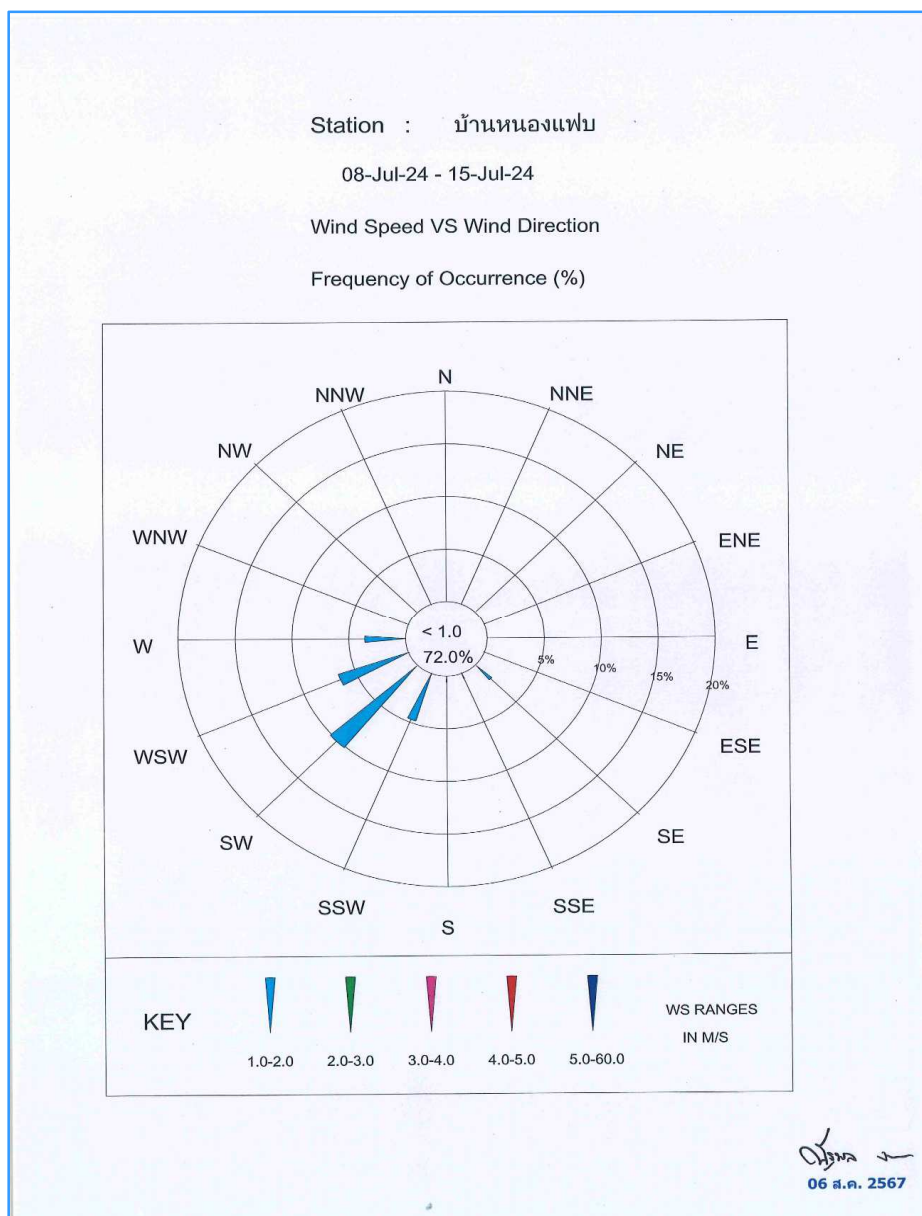 Station : บ้านหนองแฟบ
08-Jul-24 - 15-Jul-24
Wind Speed VS Wind Direction
Frequency of Occurrence (%)
N
NNW NNE
NW NE
WNW ENE
< 1.0
W E
72.0%
5% 10% 15% 20%
WSW ESE
SW SE
SSW SSE
S
KEY
WS RANGES
IN M/S
1.0-2.0 2.0-3.0 3.0-4.0 4.0-5.0 5.0-60.0
06 ส.ค. 2567